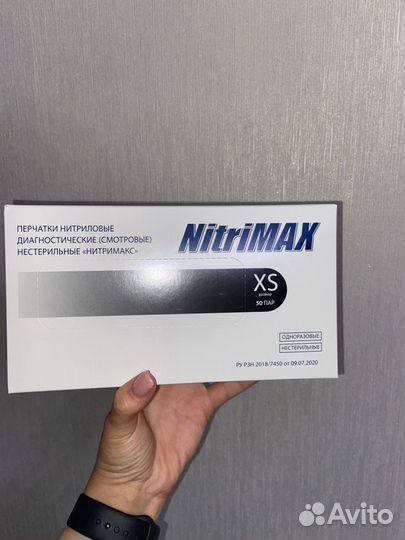 ПЕРЧАТКИ НИТРИЛОВЫЕ
ДИАГНОСТИЧЕСКИЕ (СМОТРОВЫЕ)
НЕСТЕРИЛЬНЫЕ «НИТРИМАКС»
NitriMAX
XS
размер
50 ПАР
ОДНОРАЗОВЫЕ
НЕСТЕРИЛЬНЫЕ
РУ РЗН 2018/7450 от 09.07.2020
Avito